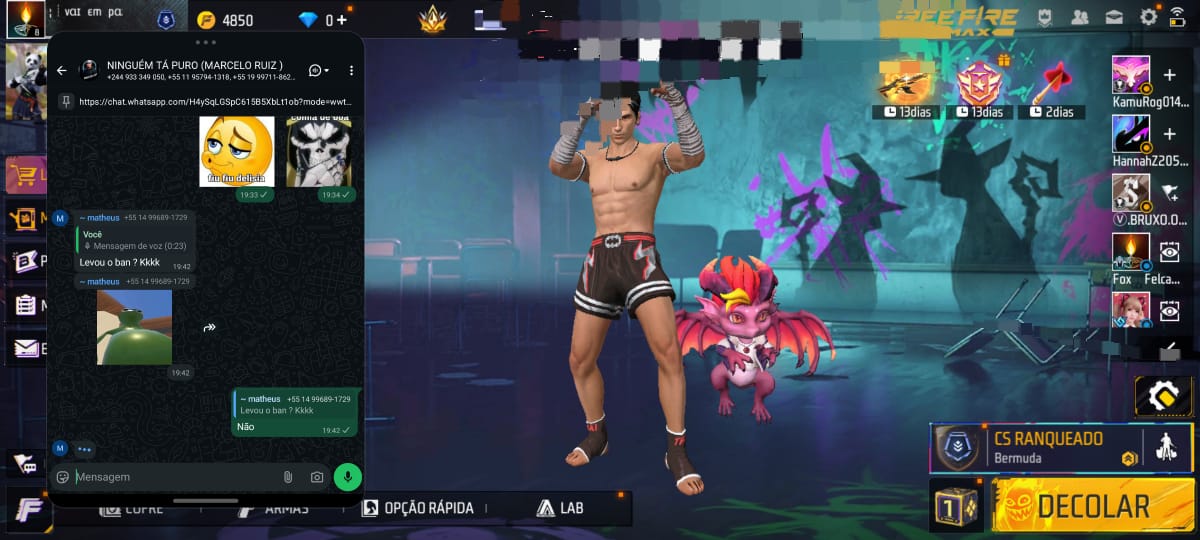 4850
0 +
FREE FIRE
MAX
NINGUÉM TÁ PURO (MARCELO RUIZ )
+244 933 349 050, +55 11 95794-1318, +55 19 99711-862...
https://chat.whatsapp.com/H4ySqLGSpC615B5XbLt1ob?mode=wwt...
fiu fiu delisia
19:33
19:34
M
~ matheus +55 14 99689-1729
Você
Mensagem de voz (0:23)
Levou o ban ? Kkkk
19:42
~ matheus +55 14 99689-1729
19:42
~ matheus +55 14 99689-1729
Levou o ban ? Kkkk
Não
19:42
M
Mensagem
13dias
13dias
2dias
KamuRog014...
HannahZ205...
Ⓥ.BRUXO.O...
Fox Felca...
CS RANQUEADO
Bermuda
1
DECOLAR
COFRE
ARMAS
OPÇÃO RÁPIDA
LAB